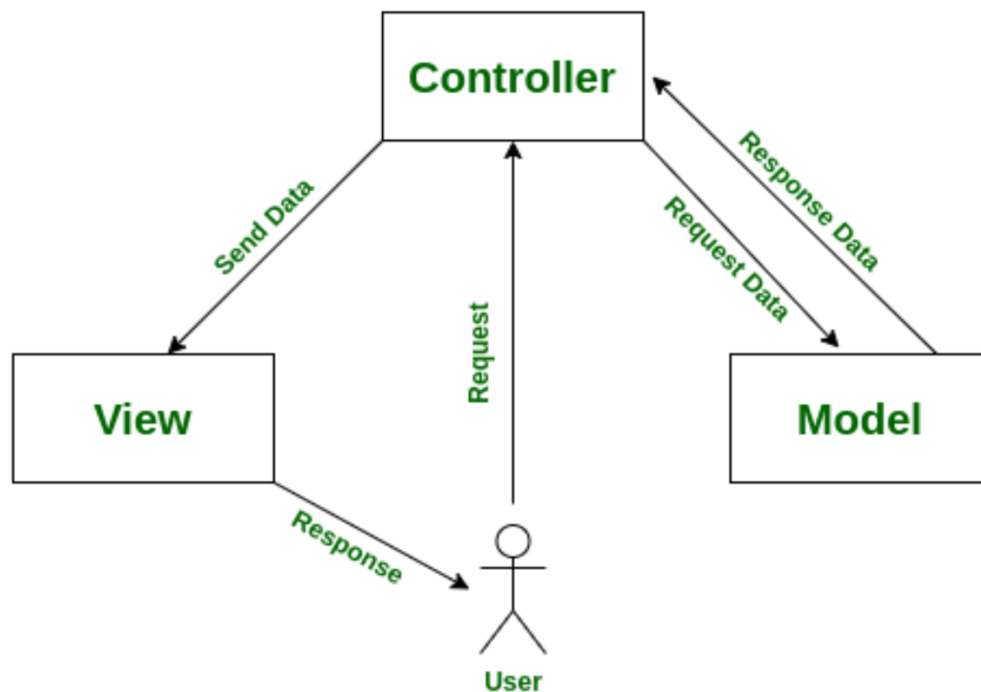 Controller
Send Data
Request
Request Data
Response Data
View
Model
Response
User